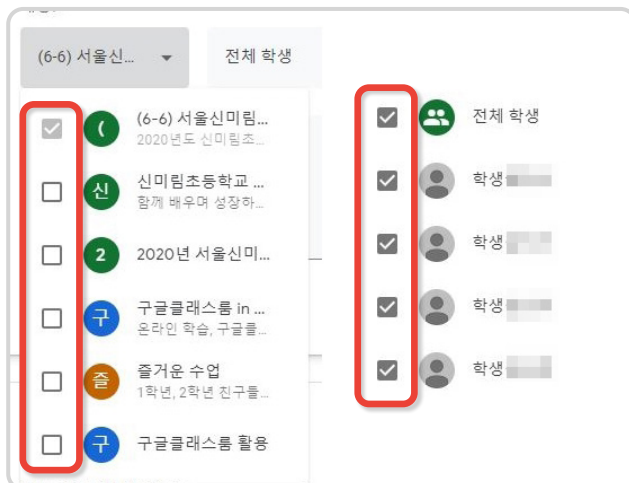 (6-6) 서울신...
전체 학생
(
(6-6) 서울신미림...
2020년도 신미림초...
신
신미림초등학교 ...
함께 배우며 성장하...
2
2020년 서울신미...
구
구글클래스룸 in ...
온라인 학습, 구글클...
즐
즐거운 수업
1학년, 2학년 친구들...
구
구글클래스룸 활용
전체 학생
학생
학생
학생
학생